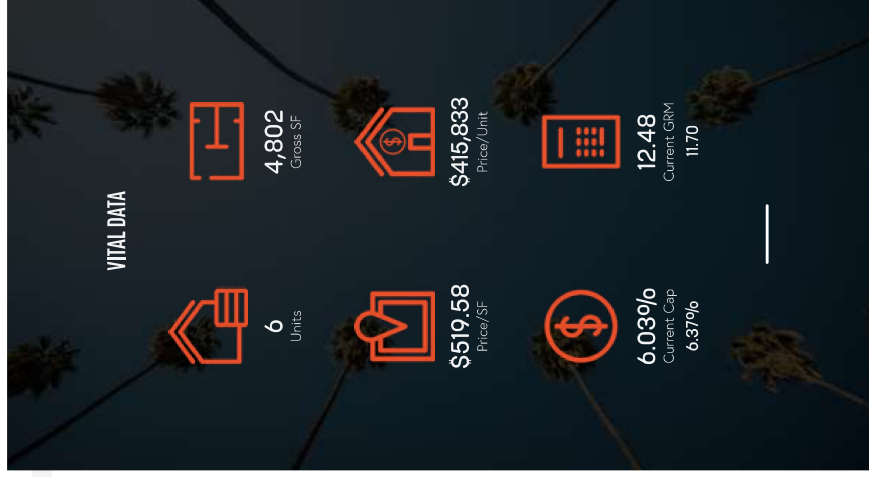 VITAL DATA
6
Units
4,802
Gross SF
$519.58
Price/SF
$415,833
Price/Unit
6.03%
Current Cap
6.37%
12.48
Current GRM
11.70